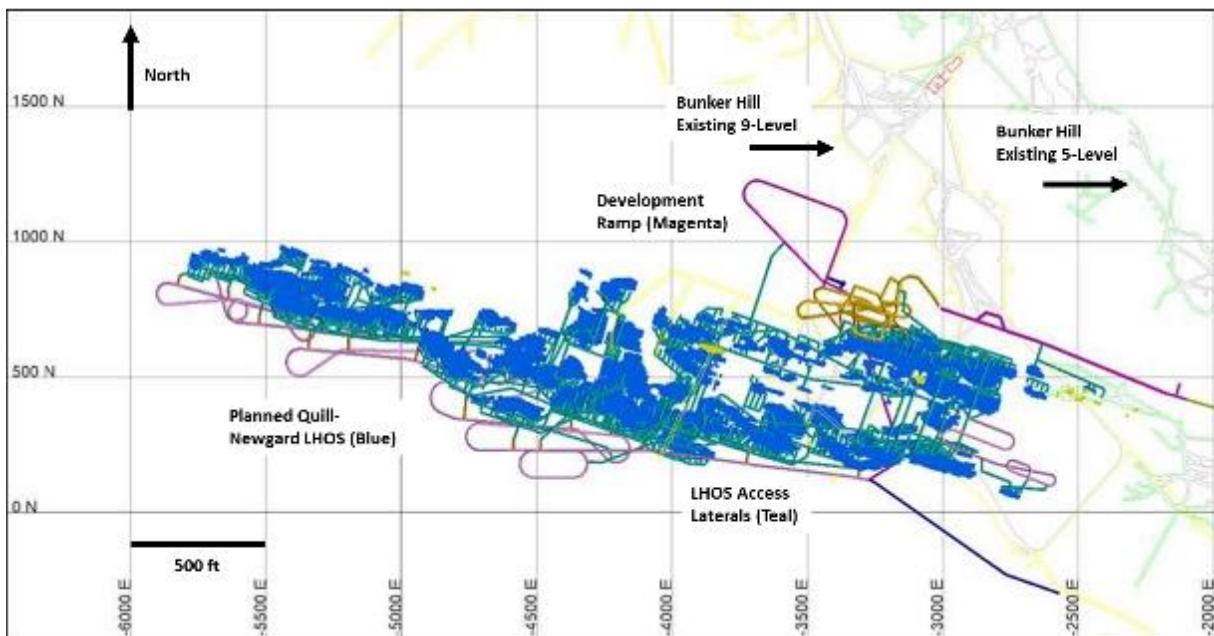 North
1500 N
Bunker Hill
Existing 9-Level
Bunker Hill
Existing 5-Level
Development
Ramp (Magenta)
1000 N
500 N
Planned Quill-
Newgard LHOS (Blue)
LHOS Access
Laterals (Teal)
0 N
500 ft
-6000 E
-5500 E
-5000 E
-4500 E
-4000 E
-3500 E
-3000 E
-2500 E
-2000 E